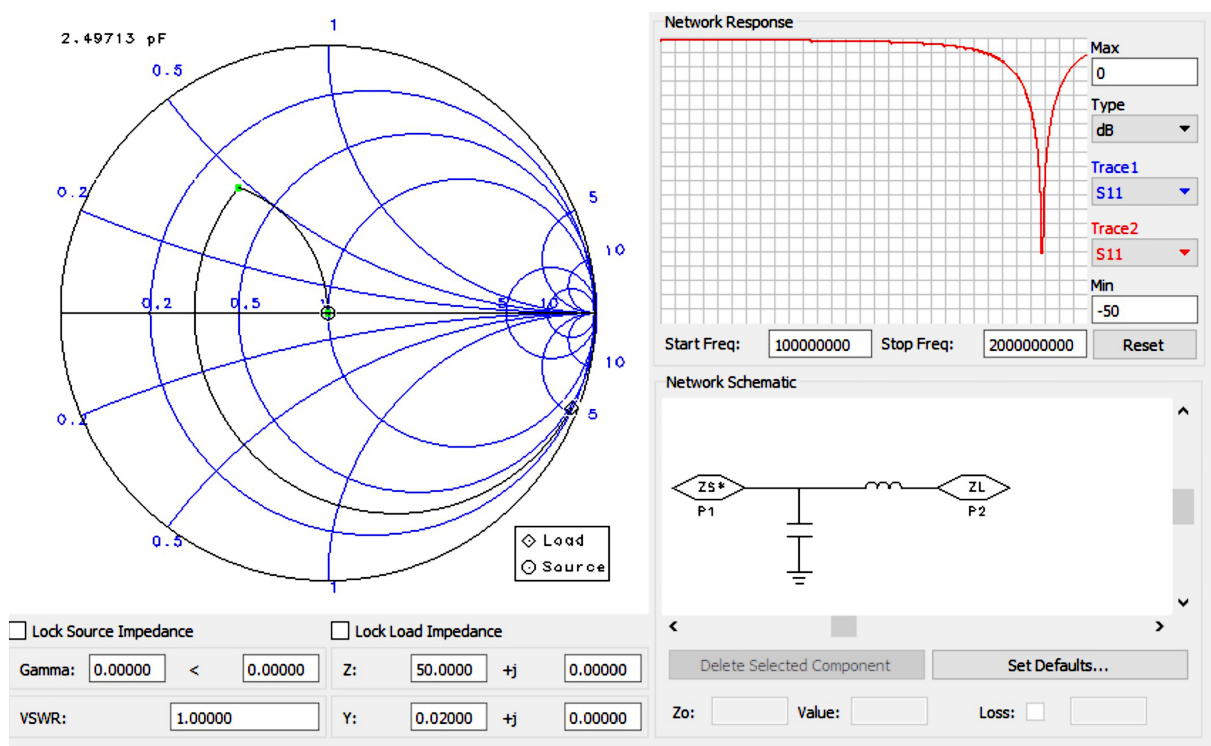 2.49713 pF
1
0.5
0.2
5
10
0.2
0.5
1
5
10
10
5
0.2
0.5
1
Load
Source
Lock Source Impedance
Lock Load Impedance
Gamma: 0.00000 < 0.00000
Z: 50.0000 +j 0.00000
VSWR: 1.00000
Y: 0.02000 +j 0.00000
Network Response
Max
0
Type
dB
Trace1
S11
Trace2
S11
Min
-50
Start Freq: 100000000 Stop Freq: 2000000000 Reset
Network Schematic
ZS* ZL
P1 P2
Delete Selected Component Set Defaults...
Zo: Value: Loss: